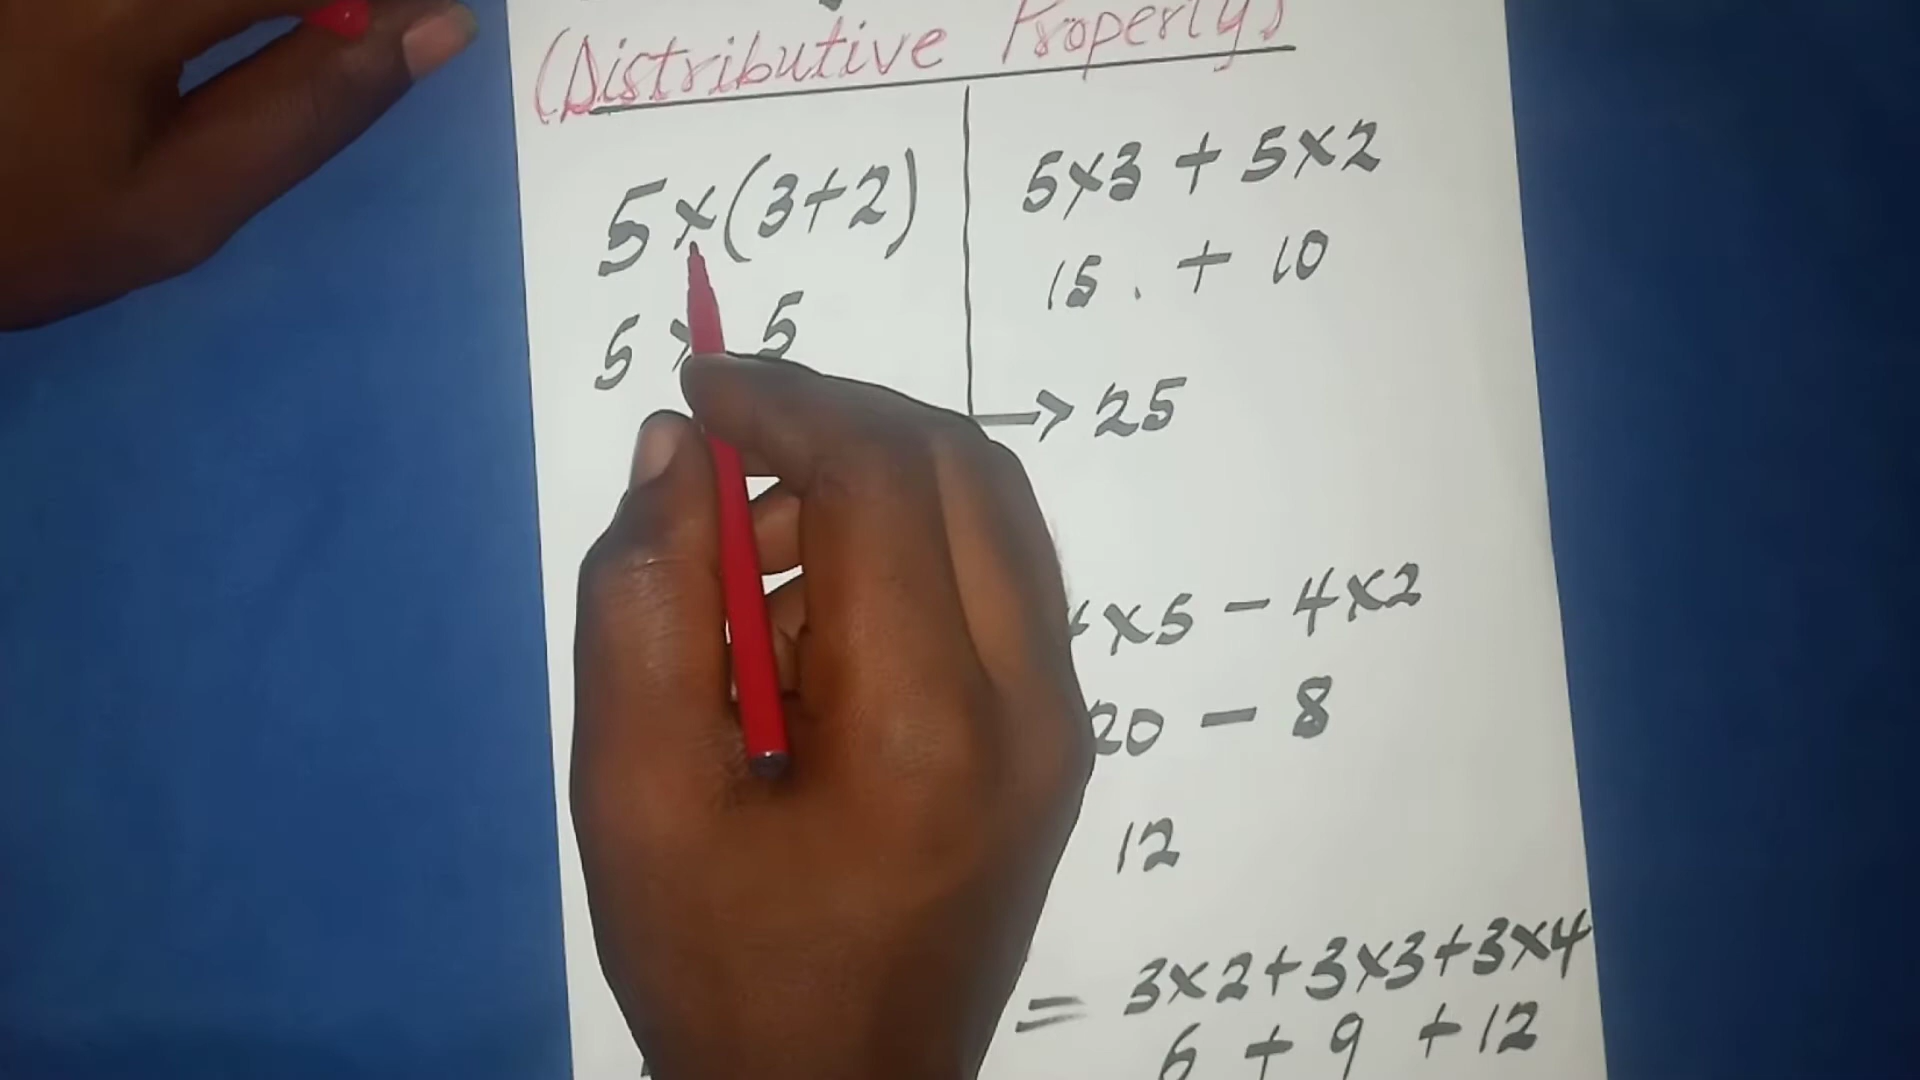 (Distributive Property)
5×(3+2)
5 × 5
5×3 + 5×2
15 . + 10
→ 25
×5 − 4×2
20 − 8
12
= 3×2+3×3+3×4
6 + 9 + 12